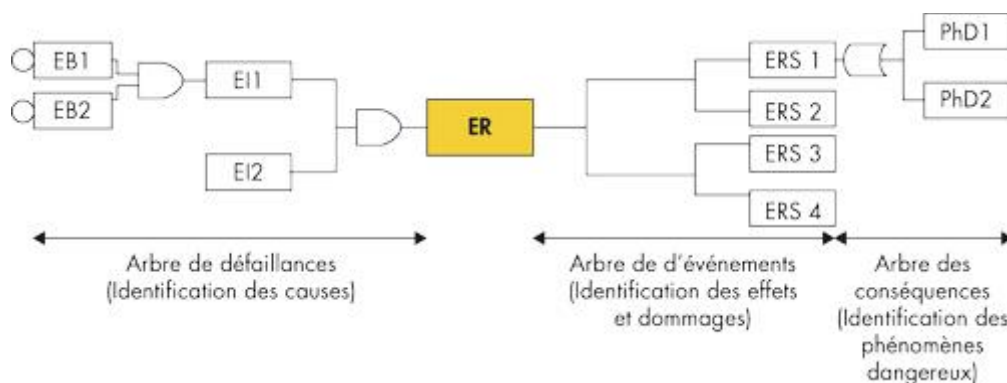 EB1
EB2
EI1
EI2
ER
ERS 1
ERS 2
ERS 3
ERS 4
PhD1
PhD2
Arbre de défaillances
(Identification des causes)
Arbre de d'événements
(Identification des effets
et dommages)
Arbre des
conséquences
(Identification des
phénomènes
dangereux)